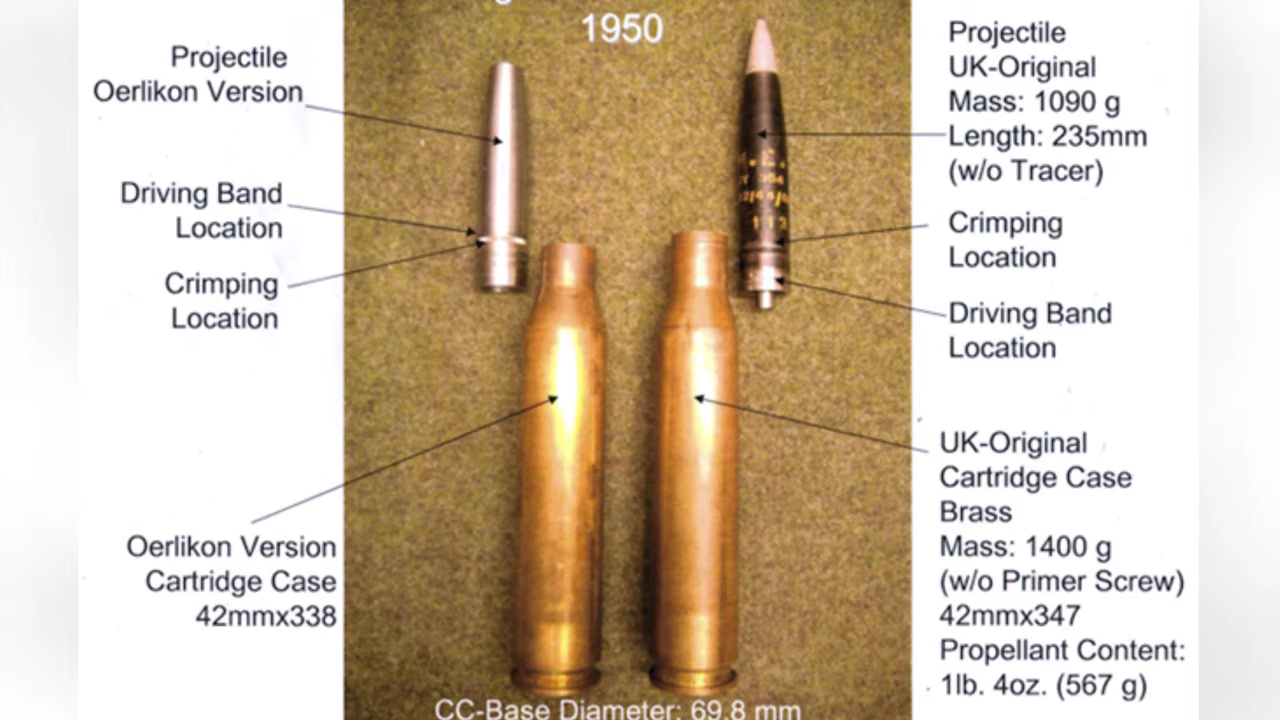 1950
Projectile
Oerlikon Version
Driving Band
Location
Crimping
Location
Oerlikon Version
Cartridge Case
42mmx338
Projectile
UK-Original
Mass: 1090 g
Length: 235mm
(w/o Tracer)
Crimping
Location
Driving Band
Location
UK-Original
Cartridge Case
Brass
Mass: 1400 g
(w/o Primer Screw)
42mmx347
Propellant Content:
1lb. 4oz. (567 g)
CC-Base Diameter: 69.8 mm